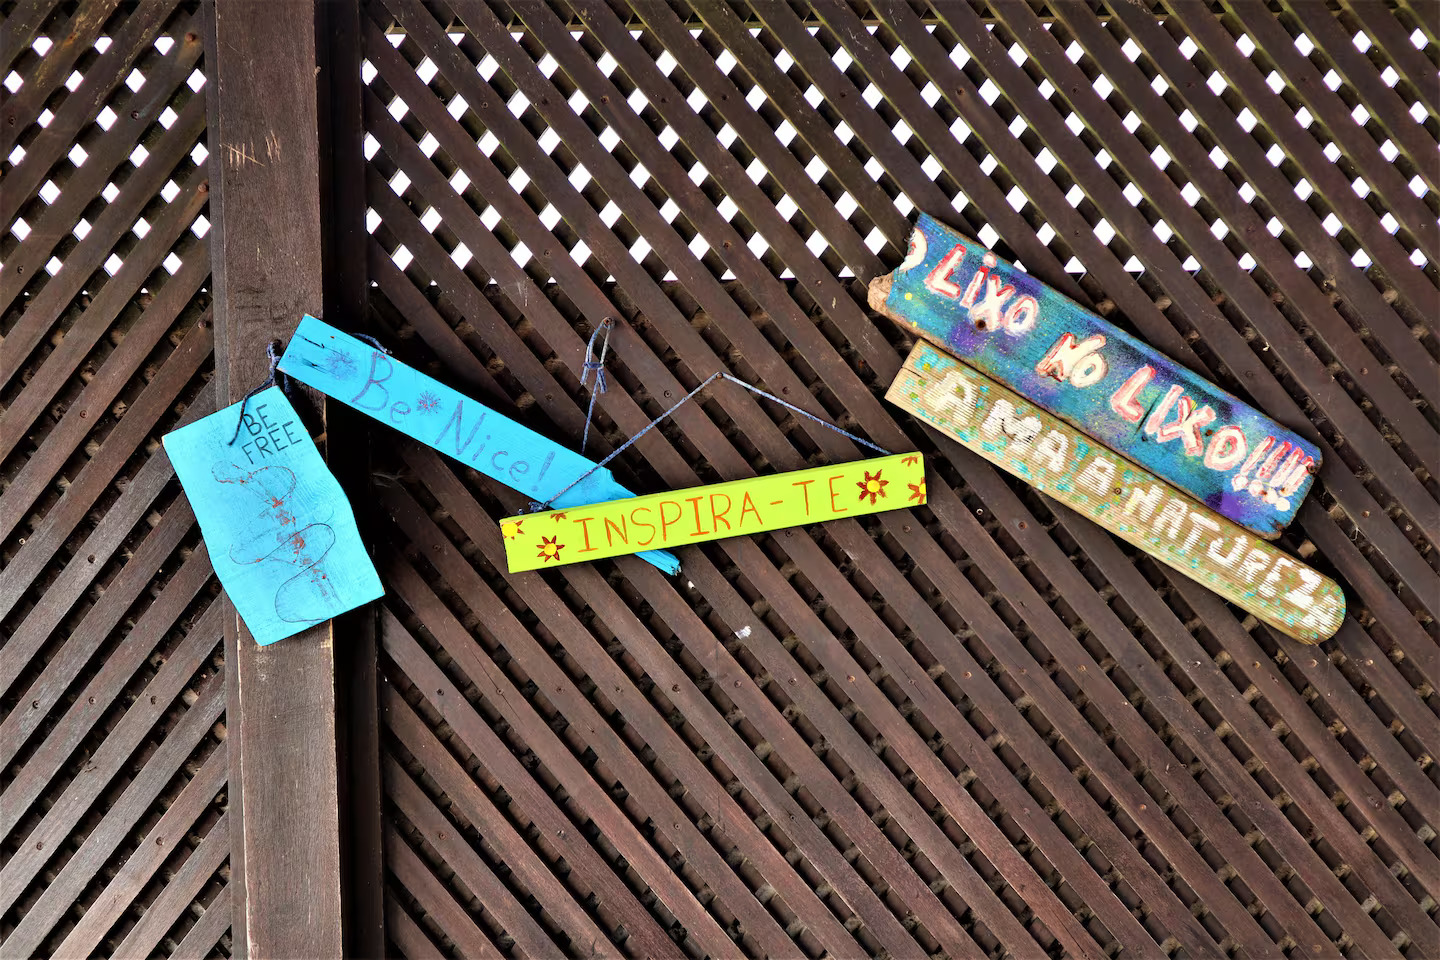 BE
FREE
Be Nice!
INSPIRA-TE
O LiXO NO LiXO!!!!
AMA A NATUREZA